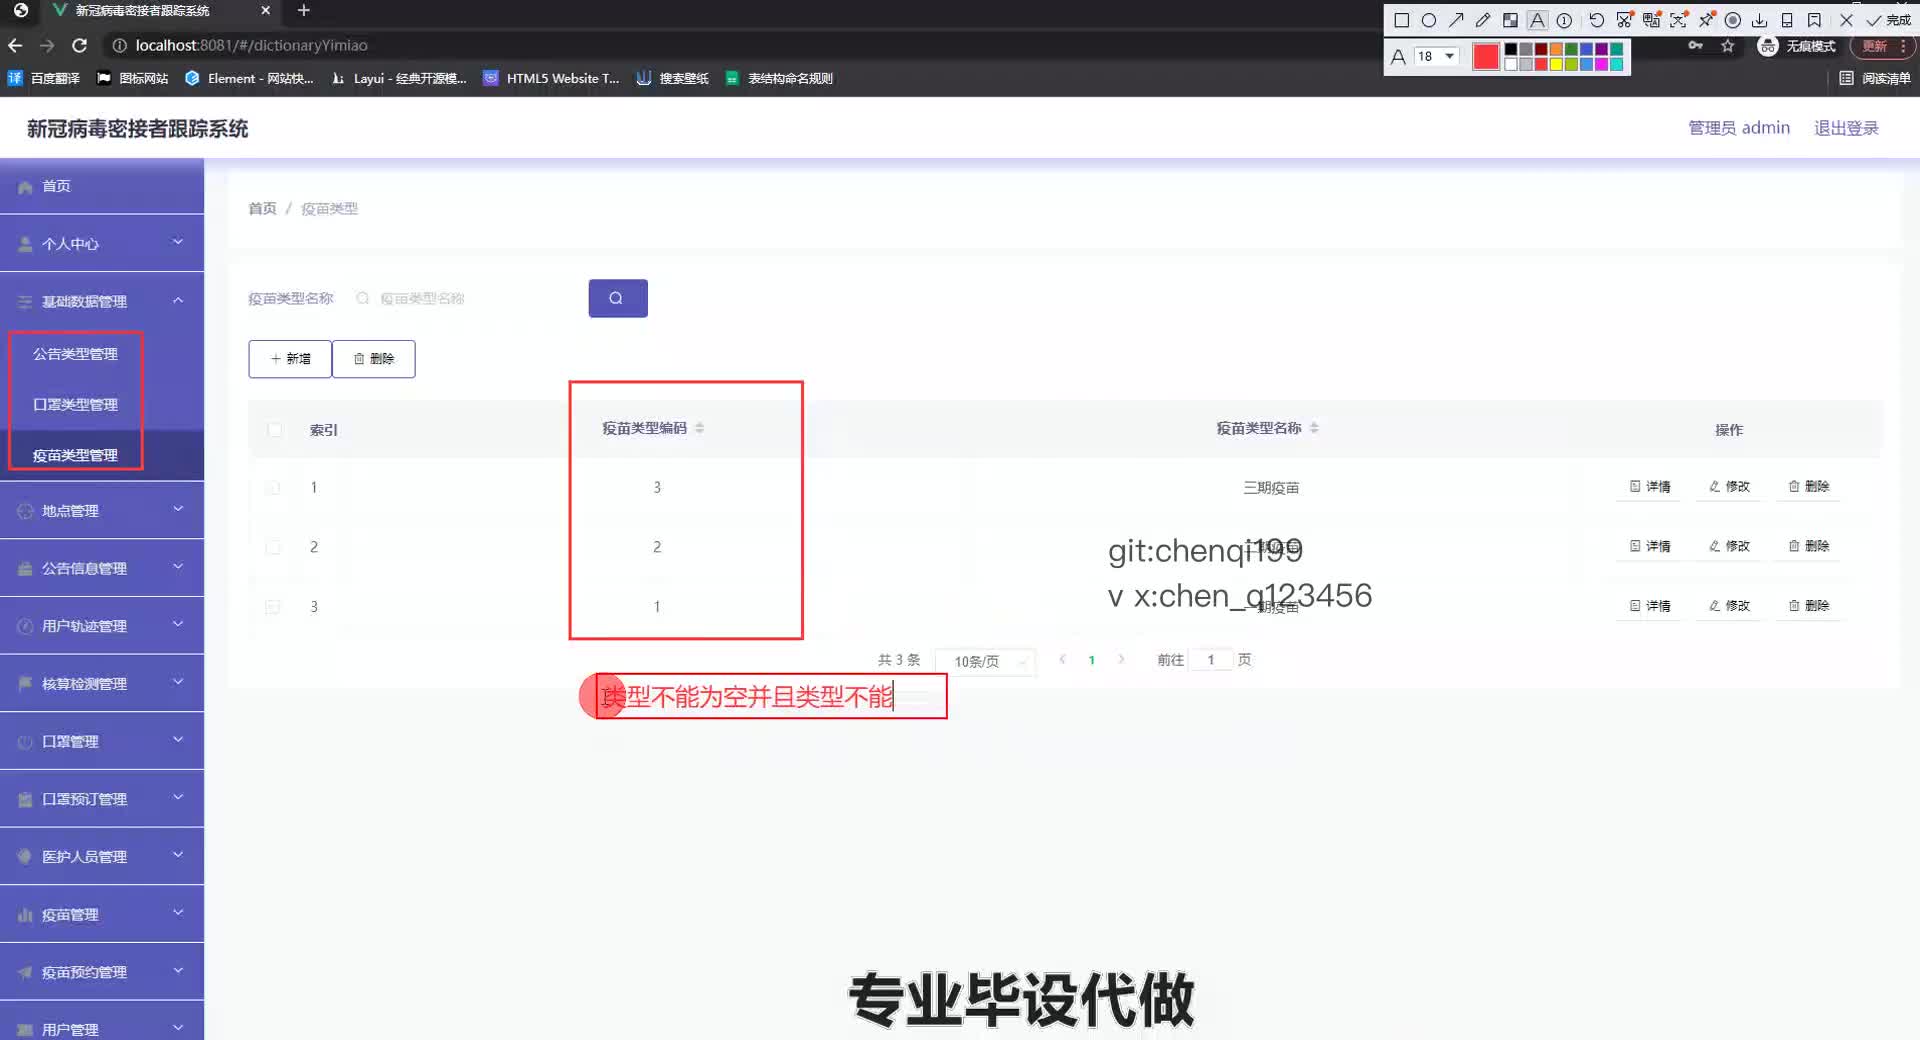 新冠病毒密接者跟踪系统
localhost:8081/#/dictionaryYimiao
18
完成
无痕模式
更新
百度翻译
图标网站
Element - 网站快...
Layui - 经典开源模...
HTML5 Website T...
搜索壁纸
表结构命名规则
阅读清单
新冠病毒密接者跟踪系统
管理员 admin
退出登录
首页
个人中心
基础数据管理
公告类型管理
口罩类型管理
疫苗类型管理
地点管理
公告信息管理
用户轨迹管理
核算检测管理
口罩管理
口罩预订管理
医护人员管理
疫苗管理
疫苗预约管理
用户管理
首页 / 疫苗类型
疫苗类型名称 疫苗类型名称
新增 删除
索引 疫苗类型编码 疫苗类型名称 操作
1 3 三期疫苗 详情 修改 删除
2 2 详情 修改 删除
3 1 一期疫苗 详情 修改 删除
git:chenqi199
v x:chen_q123456
共 3 条 10条/页 1 前往 1 页
类型不能为空并且类型不能
专业毕设代做